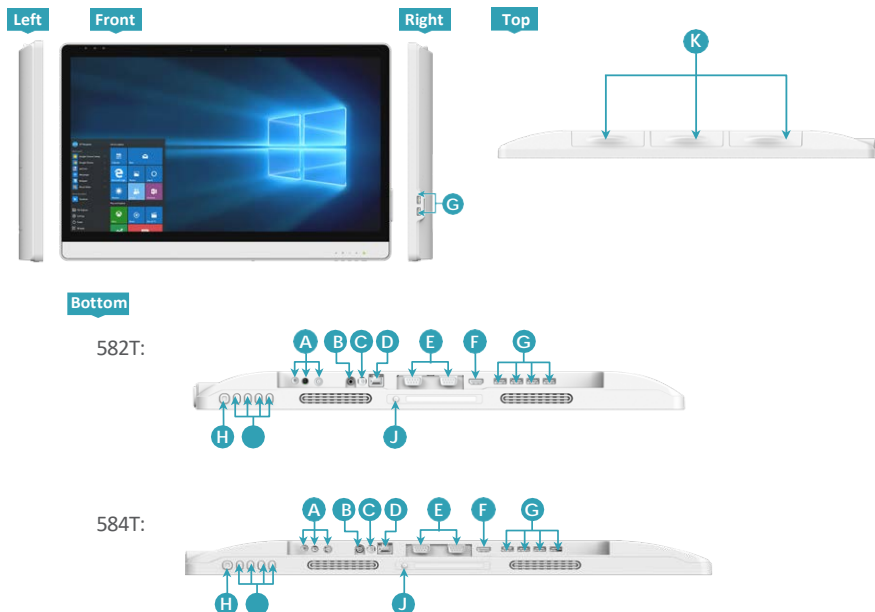 Left Front Right Top
K
G
Bottom
582T:
A B C D E F G
H J
584T:
A B C D E F G
H J